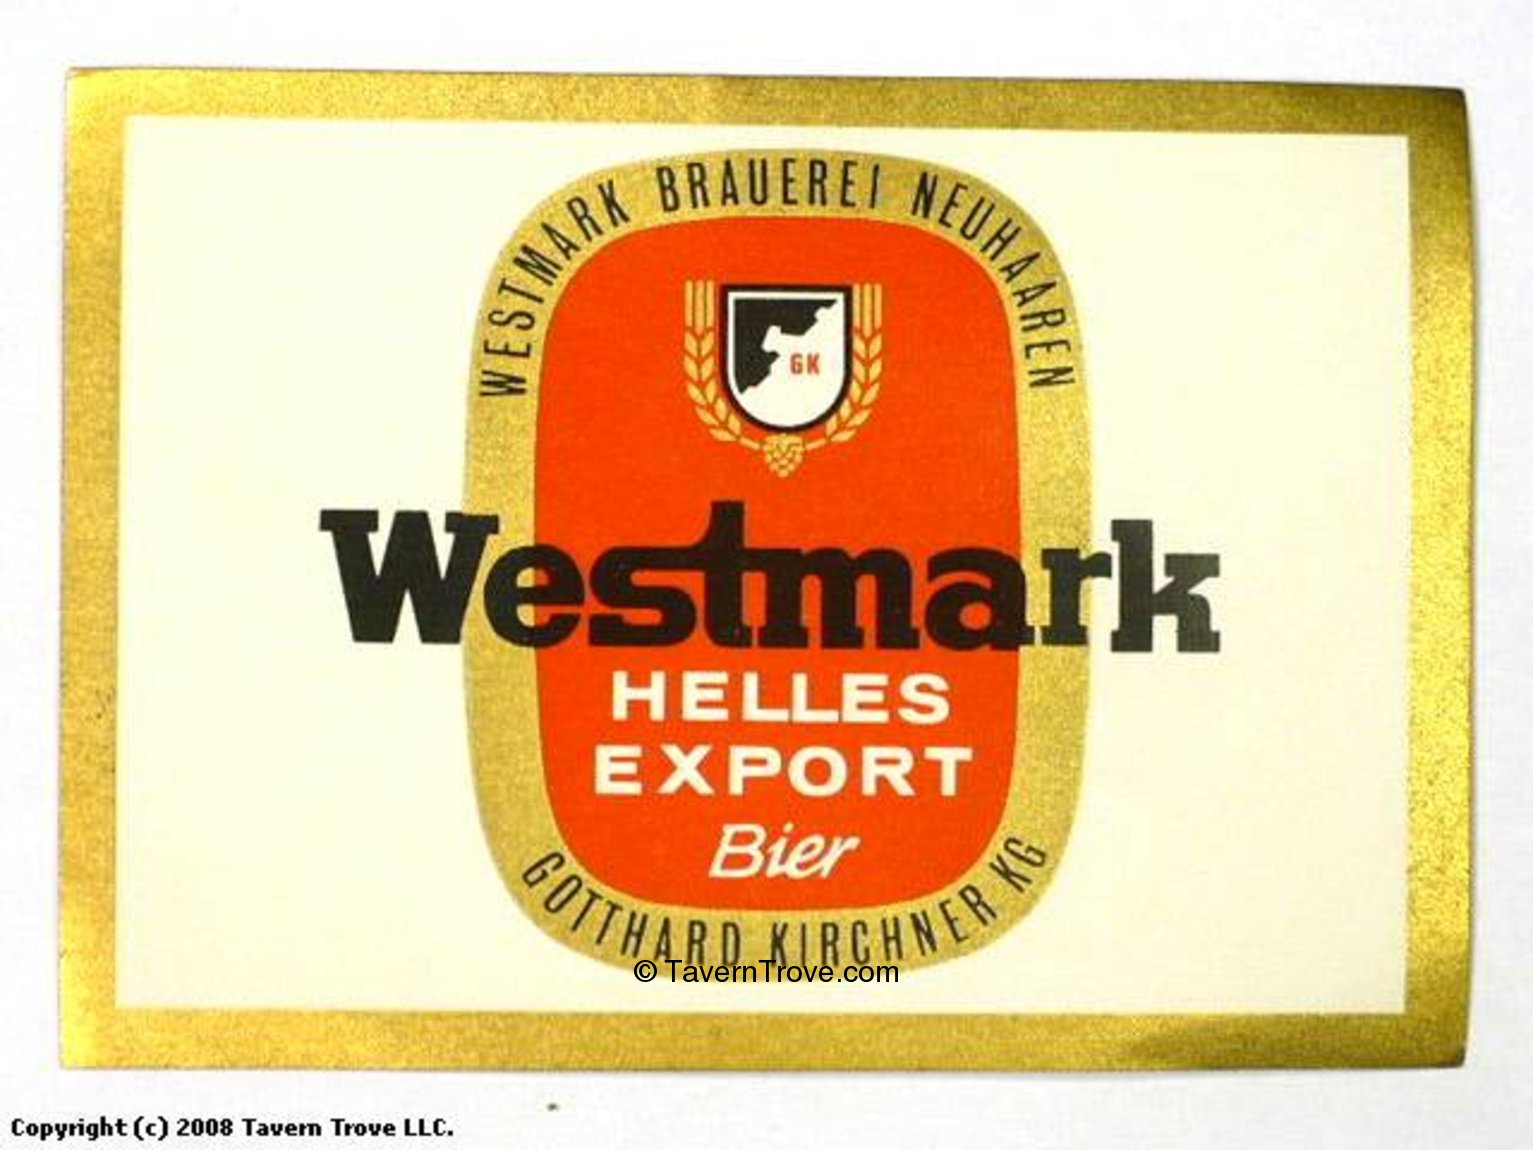 WESTMARK BRAUEREI NEUHAAREN
GK
Westmark
HELLES
EXPORT
Bier
GOTTHARD KIRCHNER KG
© TavernTrove.com
Copyright (c) 2008 Tavern Trove LLC.